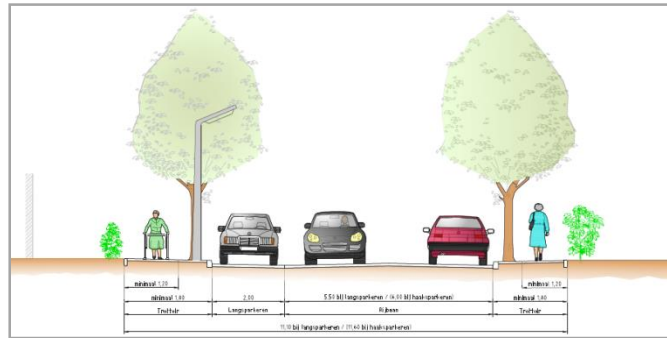 minimaal 1,20
minimaal 1,20
minimaal 1,80
2,00
5,50 bij langsparkeren / (6,00 bij haaksparkeren)
minimaal 1,80
Trottoir
Langsparkeren
Rijbaan
Trottoir
11,10 bij langsparkeren / (11,60 bij haaksparkeren)